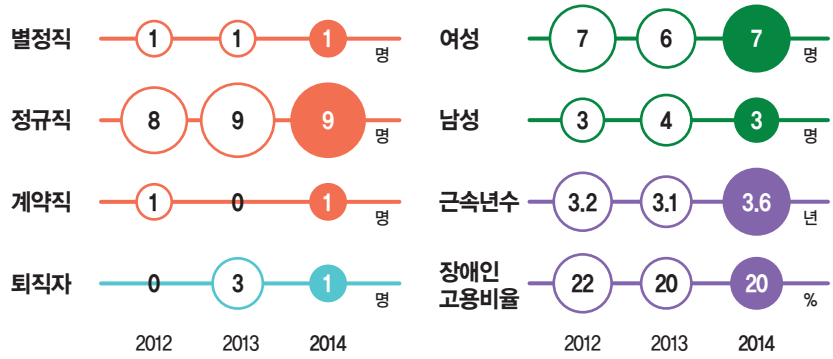 별정직 1 1 1 명
정규직 8 9 9 명
계약직 1 0 1 명
퇴직자 0 3 1 명
2012 2013 2014
여성 7 6 7 명
남성 3 4 3 명
근속년수 3.2 3.1 3.6 년
장애인
고용비율 22 20 20 %
2012 2013 2014